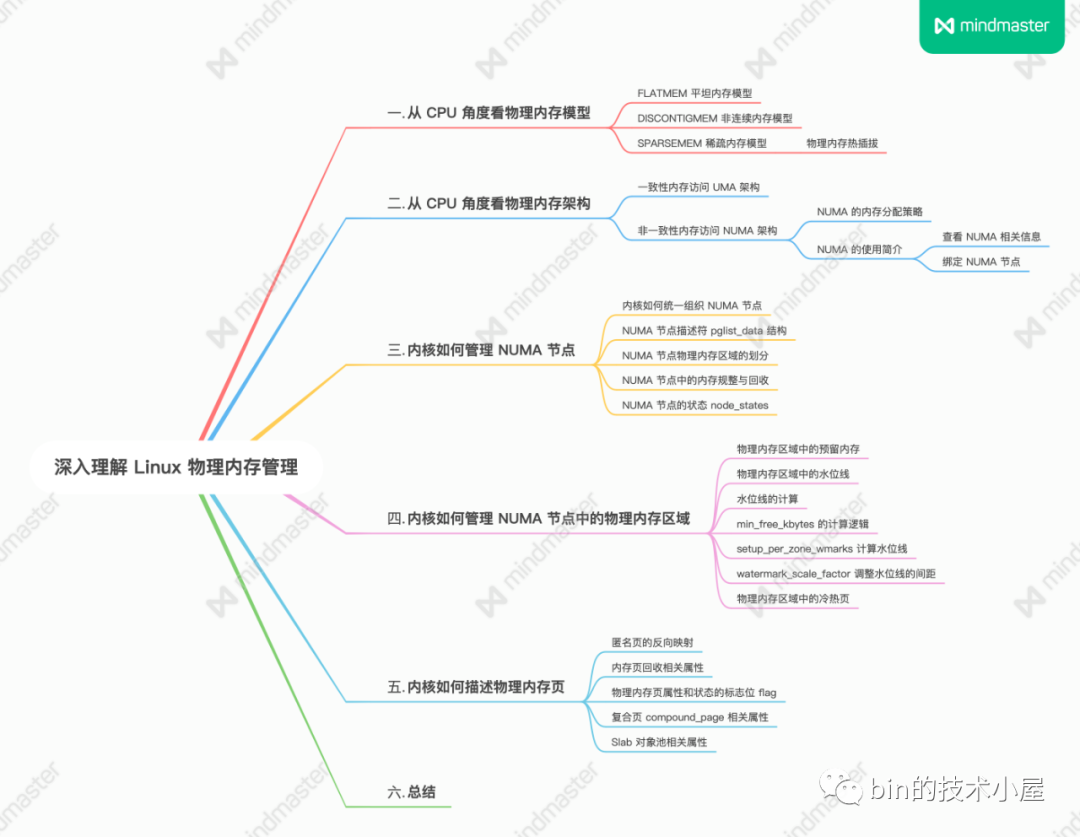 mindmaster
深入理解 Linux 物理内存管理
一.从 CPU 角度看物理内存模型
FLATMEM 平坦内存模型
DISCONTIGMEM 非连续内存模型
SPARSEMEM 稀疏内存模型
物理内存热插拔
二.从 CPU 角度看物理内存架构
一致性内存访问 UMA 架构
非一致性内存访问 NUMA 架构
NUMA 的内存分配策略
NUMA 的使用简介
查看 NUMA 相关信息
绑定 NUMA 节点
三.内核如何管理 NUMA 节点
内核如何统一组织 NUMA 节点
NUMA 节点描述符 pglist_data 结构
NUMA 节点物理内存区域的划分
NUMA 节点中的内存规整与回收
NUMA 节点的状态 node_states
四.内核如何管理 NUMA 节点中的物理内存区域
物理内存区域中的预留内存
物理内存区域中的水位线
水位线的计算
min_free_kbytes 的计算逻辑
setup_per_zone_wmarks 计算水位线
watermark_scale_factor 调整水位线的间距
物理内存区域中的冷热页
五.内核如何描述物理内存页
匿名页的反向映射
内存页回收相关属性
物理内存页属性和状态的标志位 flag
复合页 compound_page 相关属性
Slab 对象池相关属性
六.总结
bin的技术小屋